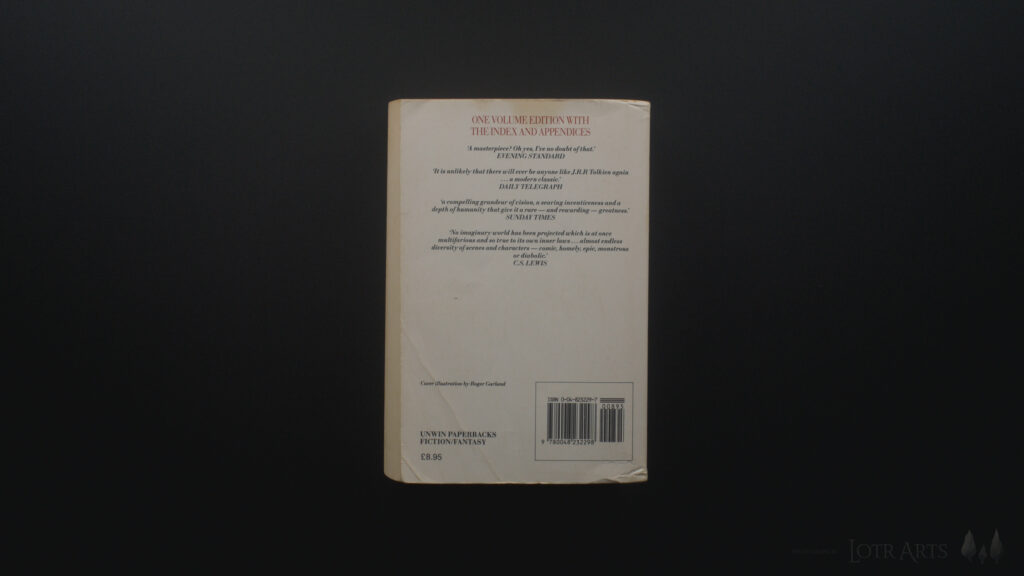 ONE VOLUME EDITION WITH
THE INDEX AND APPENDICES
'A masterpiece? Oh yes, I've no doubt of that.'
EVENING STANDARD
'It is unlikely that there will ever be anyone like J.R.R Tolkien again
. . . a modern classic.'
DAILY TELEGRAPH
'a compelling grandeur of vision, a searing inventiveness and a
depth of humanity that give it a rare — and rewarding — greatness.'
SUNDAY TIMES
'No imaginary world has been projected which is at once
multifarious and so true to its own inner laws . . . almost endless
diversity of scenes and characters — comic, homely, epic, monstrous
or diabolic.'
C.S. LEWIS
Cover illustration by Roger Garland
ISBN 0-04-823229-7
00895
9 780048 232298
UNWIN PAPERBACKS
FICTION/FANTASY
£8.95
LOTR ARTS